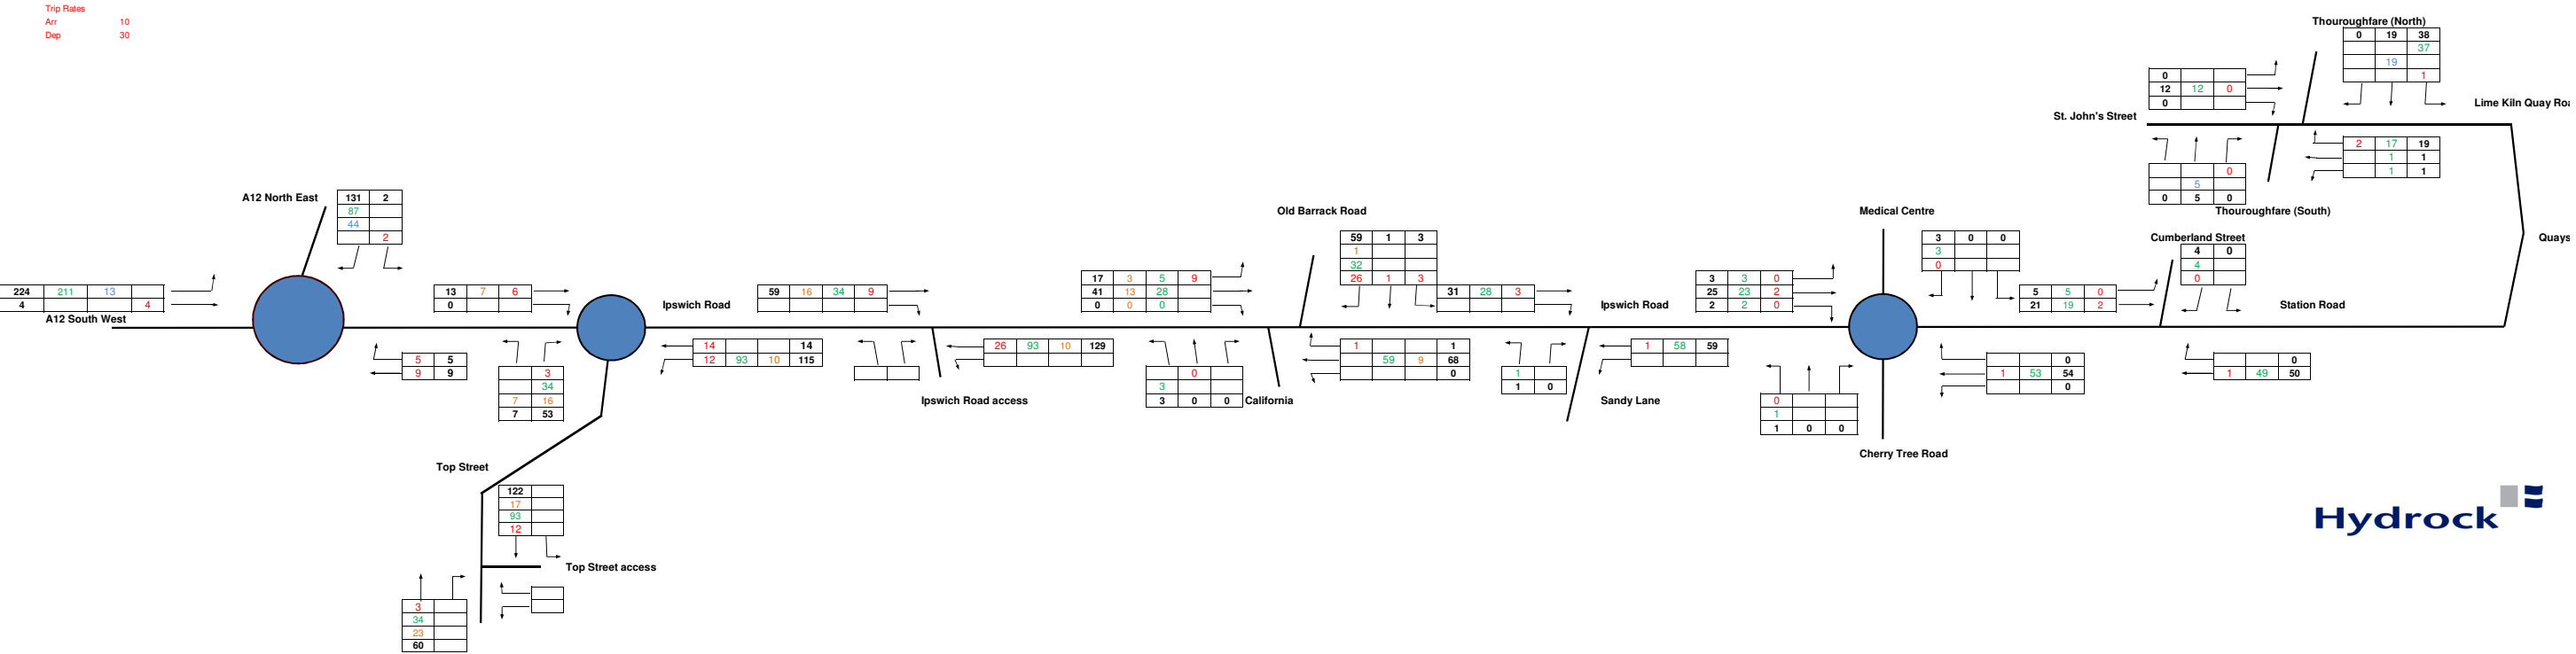 Trip Rates
Arr 10
Dep 30
Thouroughfare (North)
0 19 38
37
19
1
0
12 12 0
0
Lime Kiln Quay Roa
St. John's Street
2 17 19
1 1
1 1
0
5
0 5 0
Thouroughfare (South)
A12 North East
131 2
87
44
2
Old Barrack Road
59 1 3
1
32
26 1 3
Medical Centre
3 0 0
3
0
Cumberland Street
4 0
4
0
Quays
224 211 13
4 4
A12 South West
13 7 6
0
Ipswich Road
59 16 34 9
17 3 5 9
41 13 28
0 0 0
31 28 3
Ipswich Road
3 3 0
25 23 2
2 2 0
5 5 0
21 19 2
Station Road
5 5
9 9
3
34
7 16
7 53
14 14
12 93 10 115
26 93 10 129
Ipswich Road access
0
3
3 0 0
California
1 1
59 9 68
0
1
1 0
Sandy Lane
1 58 59
0
1
1 0 0
Cherry Tree Road
0
1 53 54
0
0
1 49 50
Top Street
122
17
93
12
Top Street access
3
34
23
60
Hydrock